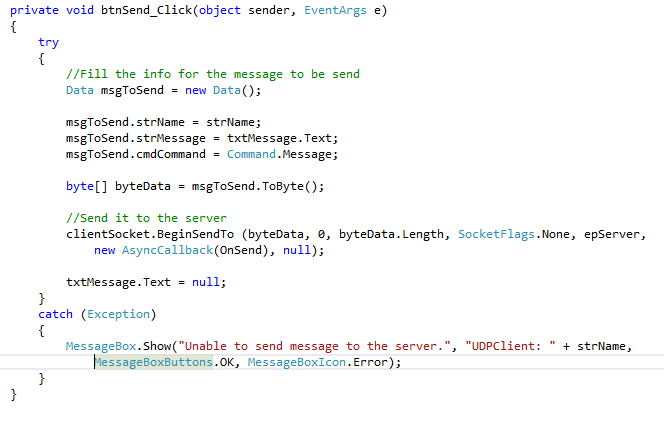 private void btnSend_Click(object sender, EventArgs e)
{
try
{
//Fill the info for the message to be send
Data msgToSend = new Data();
msgToSend.strName = strName;
msgToSend.strMessage = txtMessage.Text;
msgToSend.cmdCommand = Command.Message;
byte[] byteData = msgToSend.ToByte();
//Send it to the server
clientSocket.BeginSendTo (byteData, 0, byteData.Length, SocketFlags.None, epServer,
new AsyncCallback(OnSend), null);
txtMessage.Text = null;
}
catch (Exception)
{
MessageBox.Show("Unable to send message to the server.", "UDPClient: " + strName,
MessageBoxButtons.OK, MessageBoxIcon.Error);
}
}